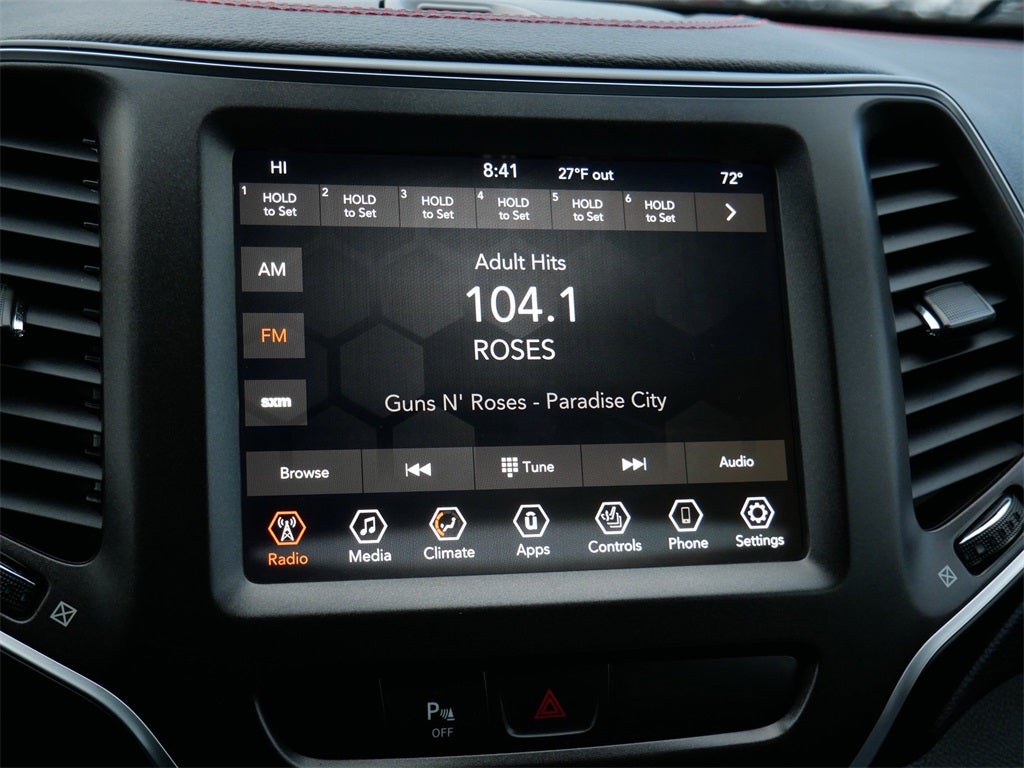 HI 8:41 27°F out 72°
1 HOLD to Set 2 HOLD to Set 3 HOLD to Set 4 HOLD to Set 5 HOLD to Set 6 HOLD to Set
Adult Hits
AM
104.1
FM
ROSES
sxm
Guns N' Roses - Paradise City
Browse Tune Audio
Radio Media Climate Apps Controls Phone Settings
P
OFF